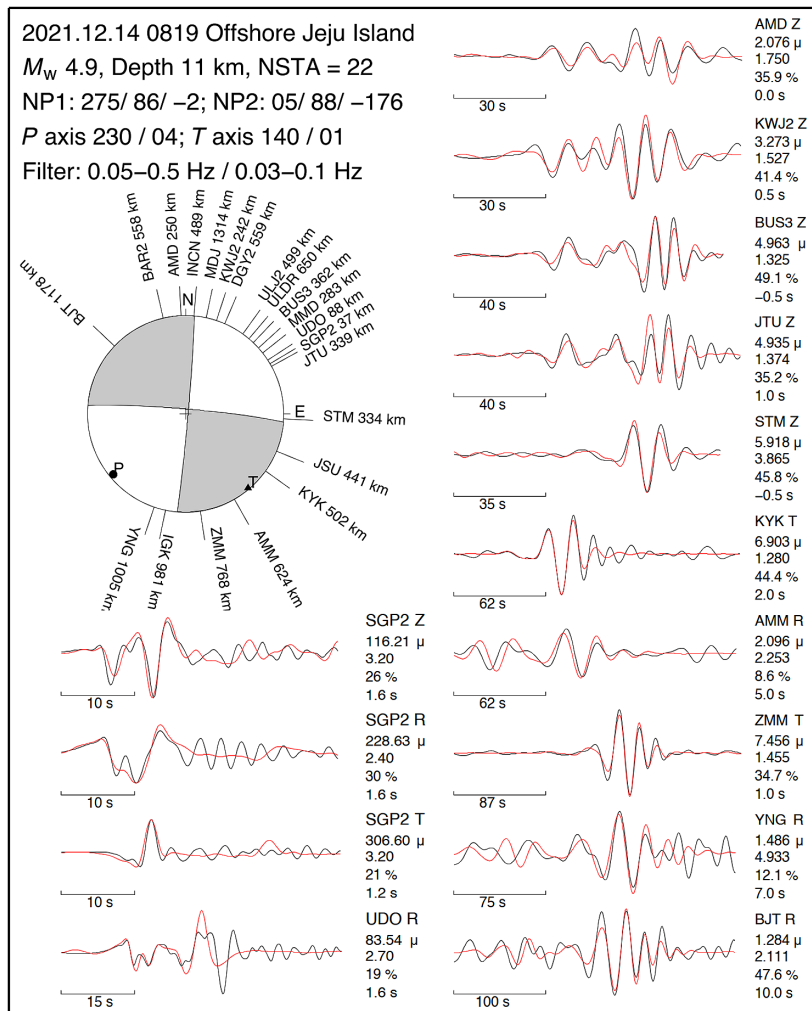 2021.12.14 0819 Offshore Jeju Island
Mw 4.9, Depth 11 km, NSTA = 22
NP1: 275/ 86/ −2; NP2: 05/ 88/ −176
P axis 230 / 04; T axis 140 / 01
Filter: 0.05−0.5 Hz / 0.03−0.1 Hz
BJT 1178 km
BAR2 558 km
AMD 250 km
INCN 489 km
MDJ 1314 km
KWJ2 242 km
DGY2 559 km
ULJ2 499 km
ULDR 650 km
BUS3 362 km
MMD 283 km
UDO 88 km
SGP2 37 km
JTU 339 km
N
E
STM 334 km
JSU 441 km
KYK 502 km
P
T
AMM 624 km
ZMM 768 km
IGK 981 km
YNG 1005 km
SGP2 Z
116.21 μ
3.20
26 %
1.6 s
10 s
SGP2 R
228.63 μ
2.40
30 %
1.6 s
10 s
SGP2 T
306.60 μ
3.20
21 %
1.2 s
10 s
UDO R
83.54 μ
2.70
19 %
1.6 s
15 s
AMD Z
2.076 μ
1.750
35.9 %
0.0 s
30 s
KWJ2 Z
3.273 μ
1.527
41.4 %
0.5 s
30 s
BUS3 Z
4.963 μ
1.325
49.1 %
−0.5 s
40 s
JTU Z
4.935 μ
1.374
35.2 %
1.0 s
40 s
STM Z
5.918 μ
3.865
45.8 %
−0.5 s
35 s
KYK T
6.903 μ
1.280
44.4 %
2.0 s
62 s
AMM R
2.096 μ
2.253
8.6 %
5.0 s
62 s
ZMM T
7.456 μ
1.455
34.7 %
1.0 s
87 s
YNG R
1.486 μ
4.933
12.1 %
7.0 s
75 s
BJT R
1.284 μ
2.111
47.6 %
10.0 s
100 s